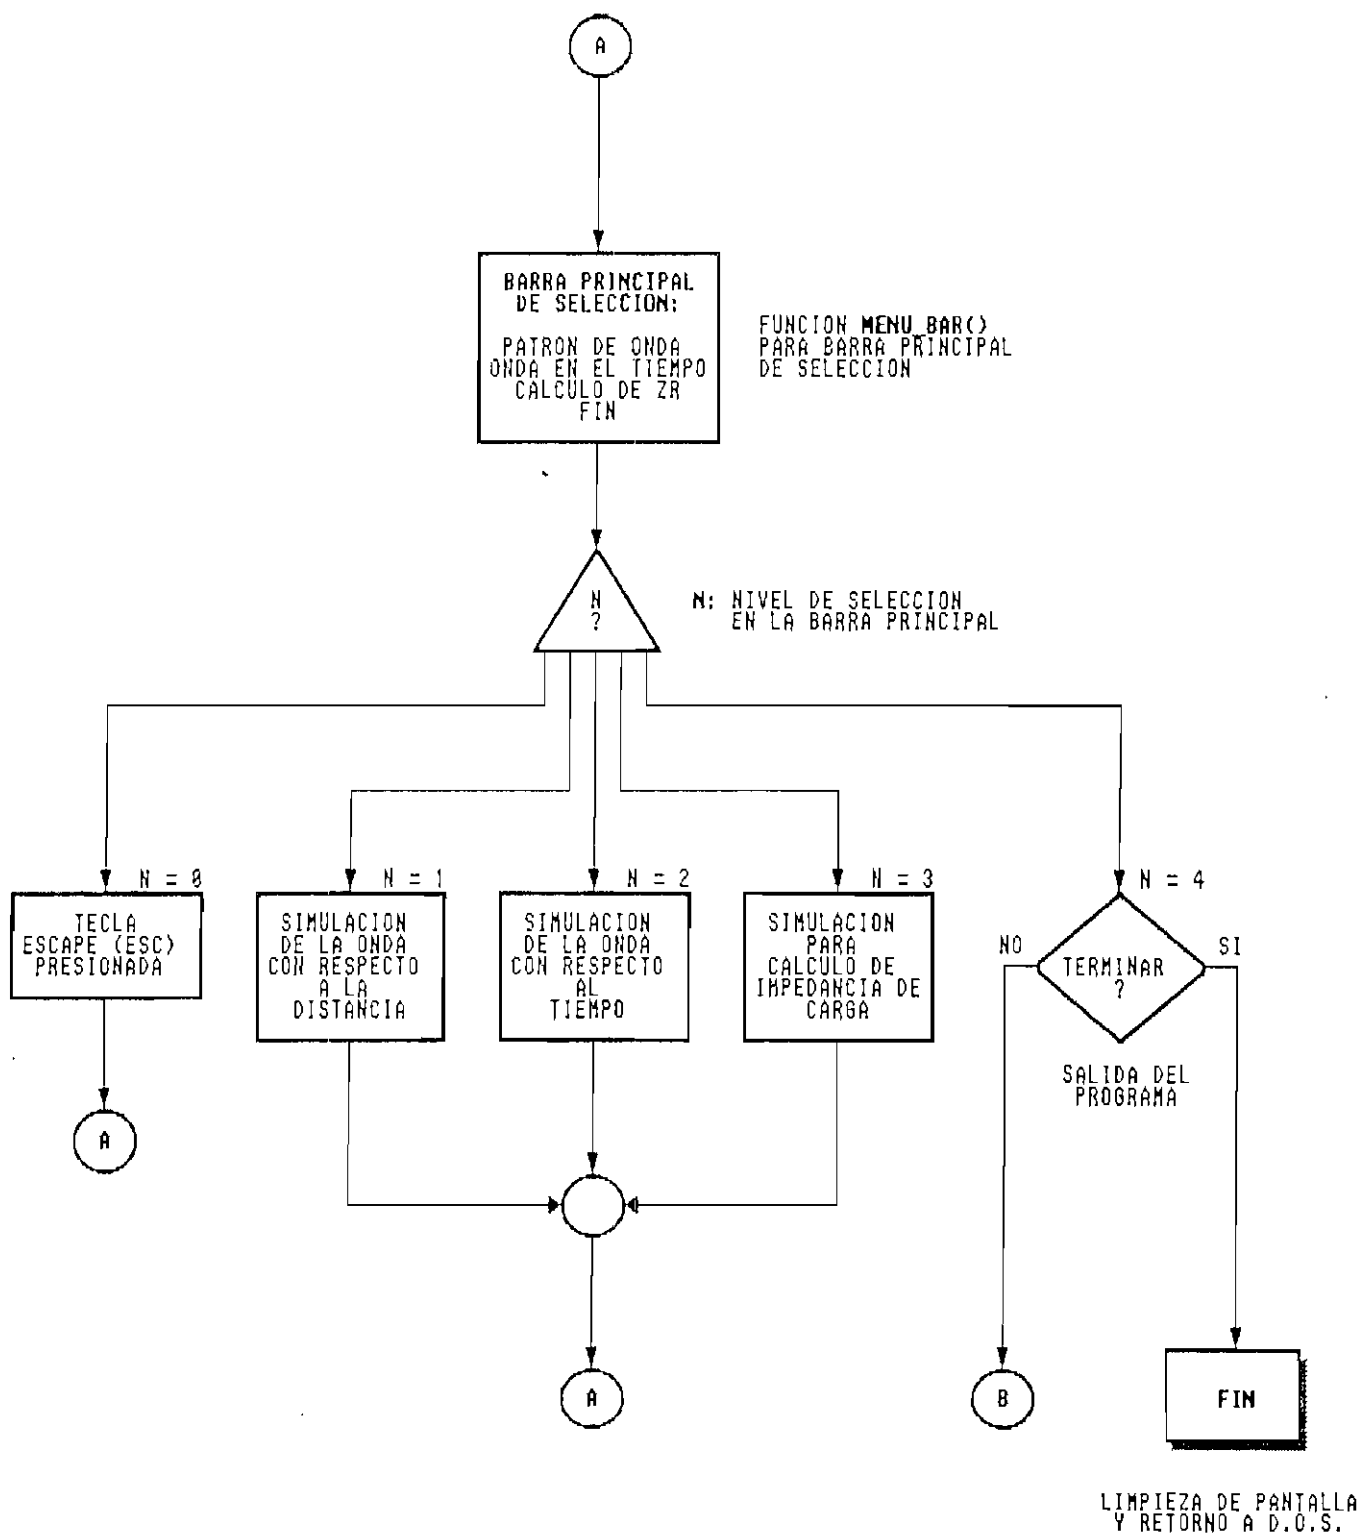 A
BARRA PRINCIPAL
DE SELECCION:
PATRON DE ONDA
ONDA EN EL TIEMPO
CALCULO DE ZR
FIN
FUNCION MENU_BAR()
PARA BARRA PRINCIPAL
DE SELECCION
N
?
N: NIVEL DE SELECCION
EN LA BARRA PRINCIPAL
N = 0
TECLA
ESCAPE (ESC)
PRESIONADA
A
N = 1
SIMULACION
DE LA ONDA
CON RESPECTO
A LA
DISTANCIA
N = 2
SIMULACION
DE LA ONDA
CON RESPECTO
AL
TIEMPO
N = 3
SIMULACION
PARA
CALCULO DE
IMPEDANCIA DE
CARGA
A
N = 4
NO
TERMINAR
?
SI
SALIDA DEL
PROGRAMA
B
FIN
LIMPIEZA DE PANTALLA
Y RETORNO A D.O.S.